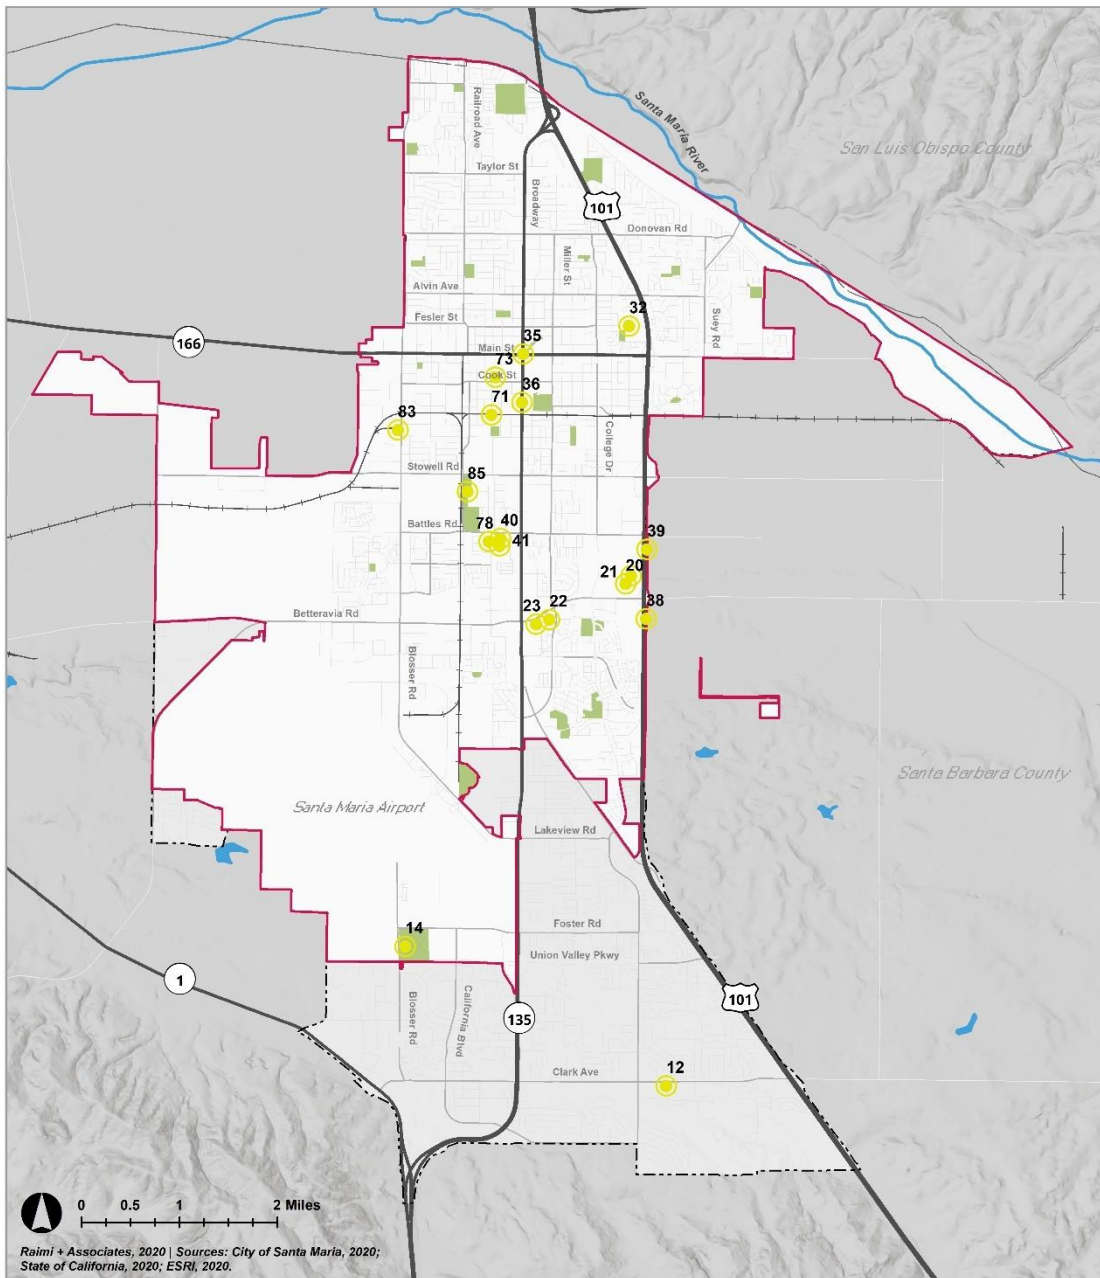 Santa Maria River
San Luis Obispo County
Railroad Ave
Taylor St
Broadway
101
Donovan Rd
Miller St
Alvin Ave
Fesler St
32
Suey Rd
166
35
Main St
73
Cook St
36
71
83
College Dr
Stowell Rd
85
Battles Rd
78
40
41
39
21
20
Betteravia Rd
23
22
38
Blosser Rd
Santa Barbara County
Santa Maria Airport
Lakeview Rd
14
Foster Rd
Union Valley Pkwy
1
Blosser Rd
California Blvd
135
101
12
Clark Ave
0 0.5 1 2 Miles
Raimi + Associates, 2020 | Sources: City of Santa Maria, 2020;
State of California, 2020; ESRI, 2020.